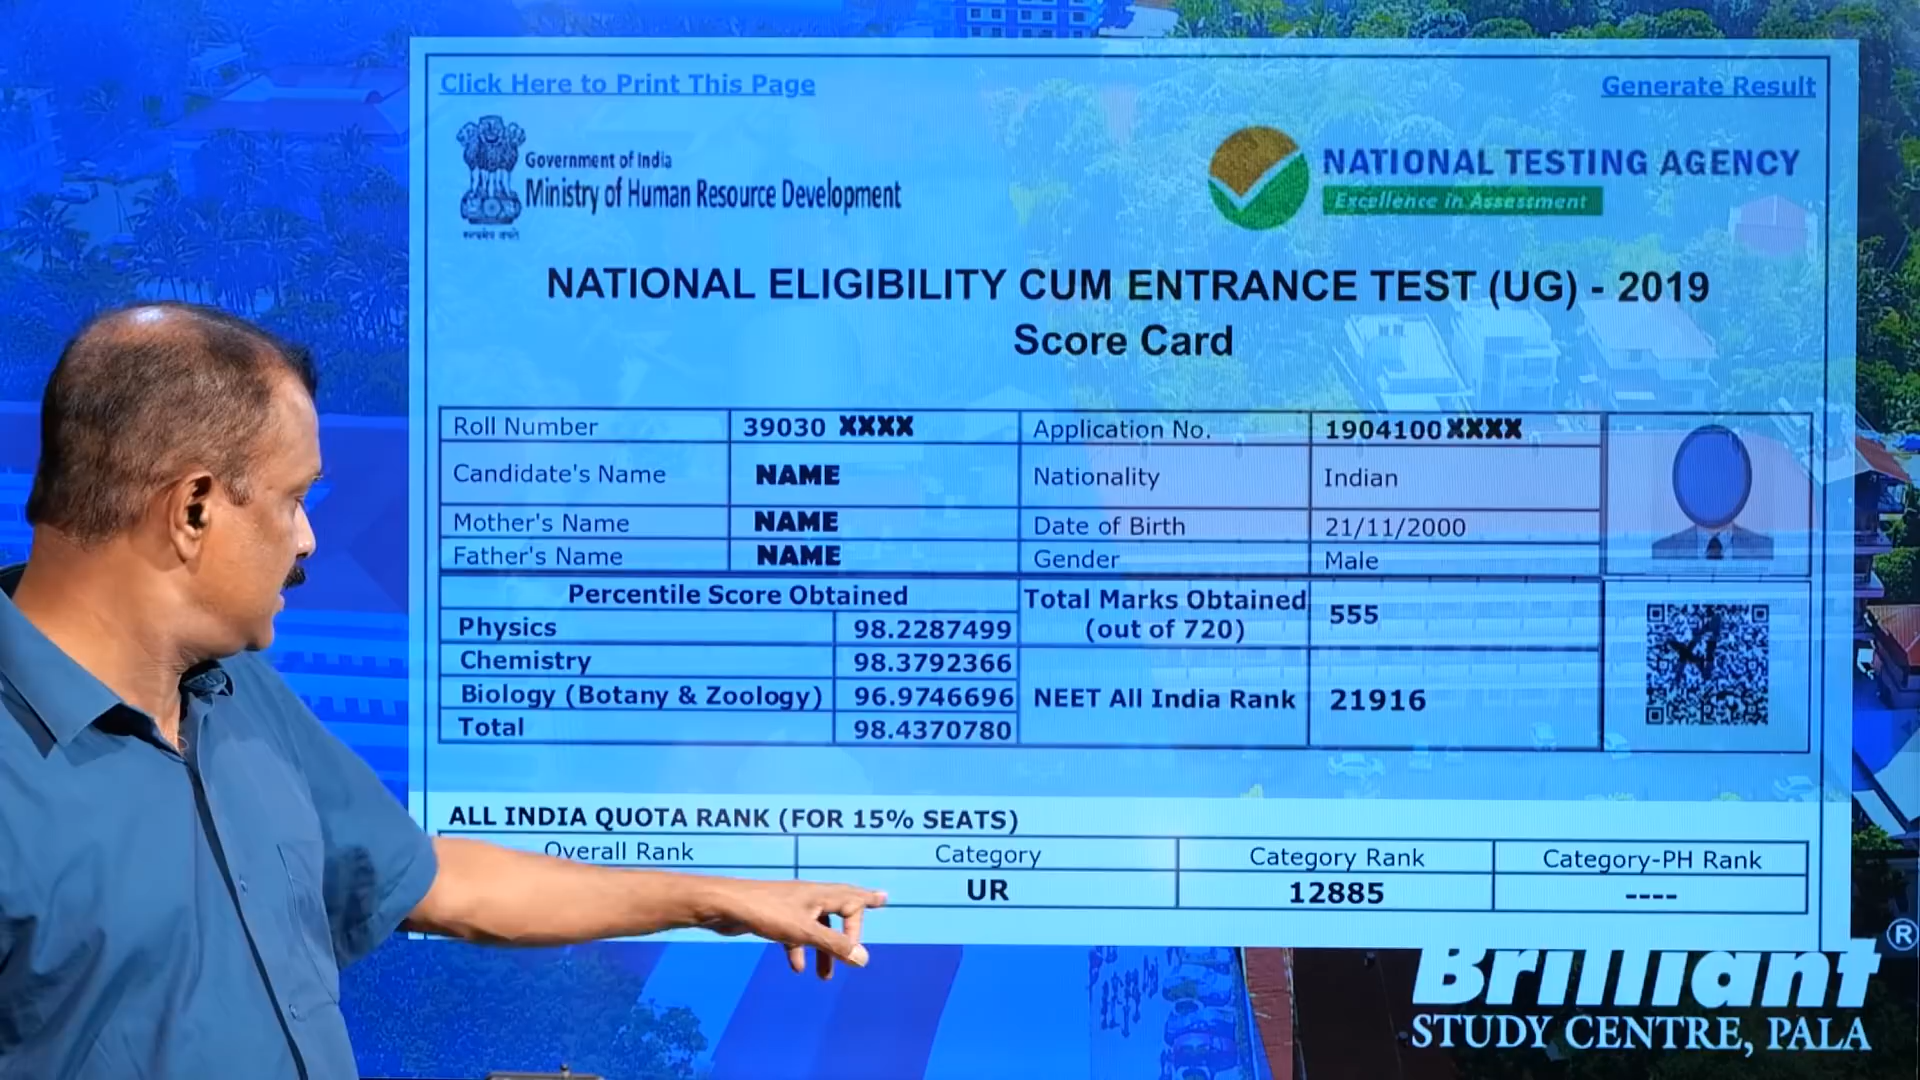 Click Here to Print This Page
Generate Result
Government of India
Ministry of Human Resource Development
सत्यमेव जयते
NATIONAL TESTING AGENCY
Excellence in Assessment
NATIONAL ELIGIBILITY CUM ENTRANCE TEST (UG) - 2019
Score Card
Roll Number 39030 XXXX Application No. 1904100XXXX
Candidate's Name NAME Nationality Indian
Mother's Name NAME Date of Birth 21/11/2000
Father's Name NAME Gender Male
Percentile Score Obtained
Physics 98.2287499
Chemistry 98.3792366
Biology (Botany & Zoology) 96.9746696
Total 98.4370780
Total Marks Obtained
(out of 720)
555
NEET All India Rank 21916
ALL INDIA QUOTA RANK (FOR 15% SEATS)
Overall Rank Category Category Rank Category-PH Rank
UR 12885 ----
Brilliant ®
STUDY CENTRE, PALA